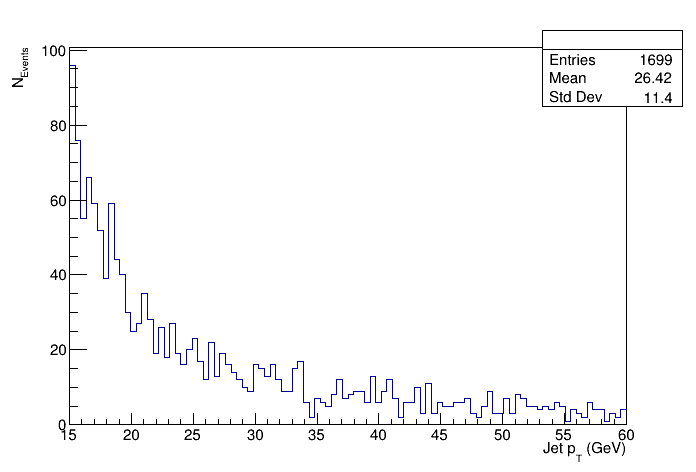 N_Events
100
80
60
40
20
0
Entries 1699
Mean 26.42
Std Dev 11.4
15 20 25 30 35 40 45 50 55 60
Jet p_T (GeV)